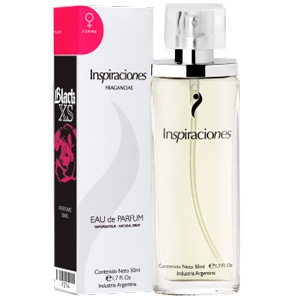 FEMME
Black
XS
Inspiraciones
FRAGANCIAS
EAU de PARFUM
VAPORISATEUR - NATURAL SPRAY
Contenido Neto 50ml
e 1,7 Fl. Oz
Industria Argentina
Inspiraciones
Contenido Neto 50ml e 1,7 Fl. Oz
Industria Argentina